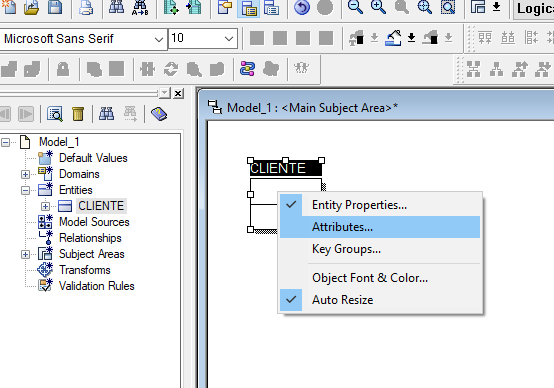 A→B
Logica
Microsoft Sans Serif
10
Model_1 : <Main Subject Area>*
Model_1
Default Values
Domains
Entities
CLIENTE
Model Sources
Relationships
Subject Areas
Transforms
Validation Rules
CLIENTE
Entity Properties...
Attributes...
Key Groups...
Object Font & Color...
Auto Resize